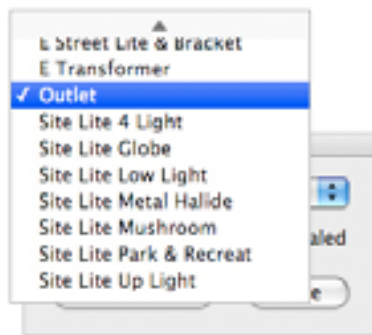 E Street Lite & Bracket
E Transformer
✓ Outlet
Site Lite 4 Light
Site Lite Globe
Site Lite Low Light
Site Lite Metal Halide
Site Lite Mushroom
Site Lite Park & Recreat
Site Lite Up Light